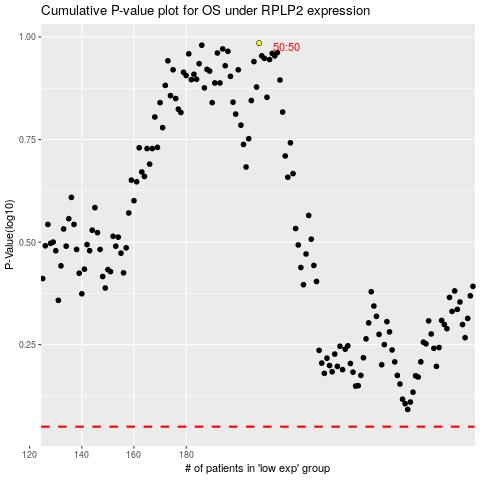 Cumulative P-value plot for OS under RPLP2 expression
1.00
50:50
0.75
0.50
0.25
P-Value(log10)
120 140 160 180
# of patients in 'low exp' group